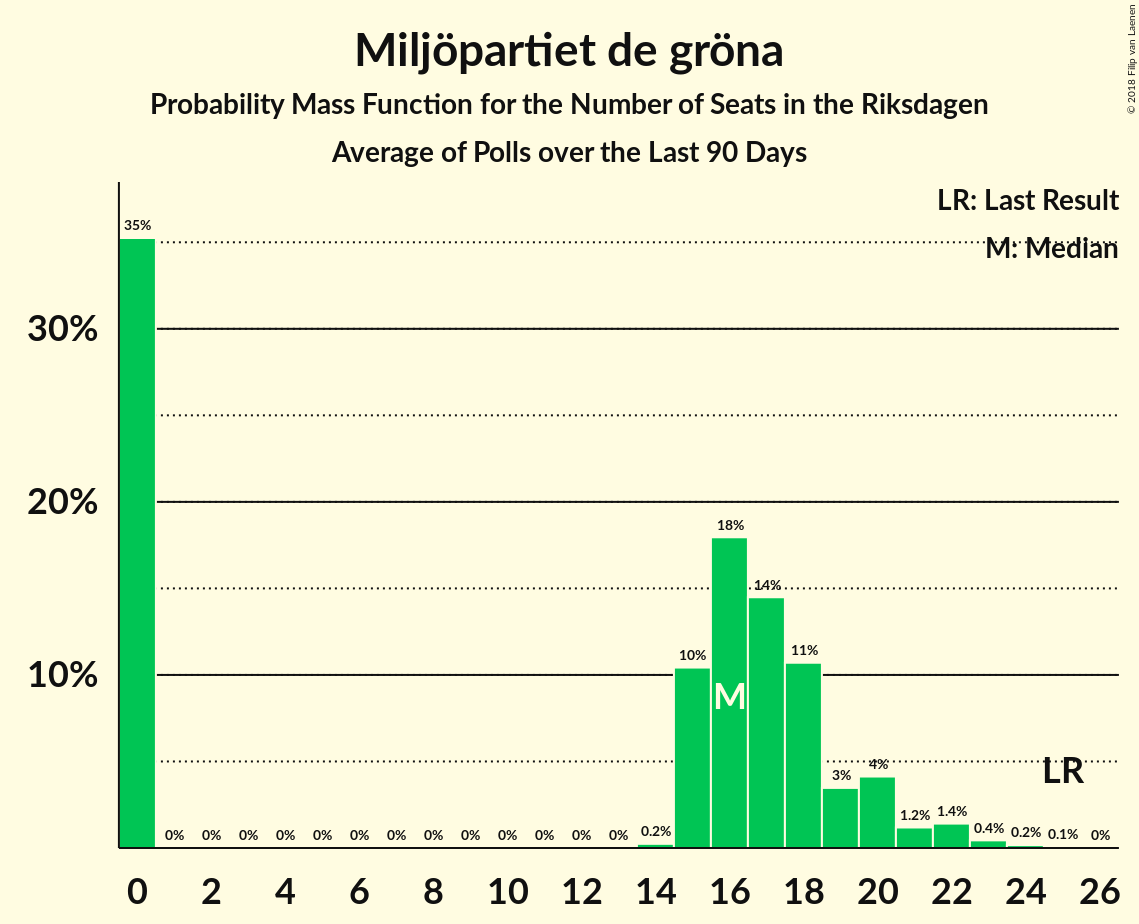 © 2018 Filip van Laenen
Miljöpartiet de gröna
Probability Mass Function for the Number of Seats in the Riksdagen
Average of Polls over the Last 90 Days
LR: Last Result
M: Median
35%
30%
20%
18%
14%
11%
10%
10%
M
LR
3%
4%
1.2%
1.4%
0% 0% 0% 0% 0% 0% 0% 0% 0% 0% 0% 0% 0% 0.2% 0.4% 0.2% 0.1% 0%
0 2 4 6 8 10 12 14 16 18 20 22 24 26